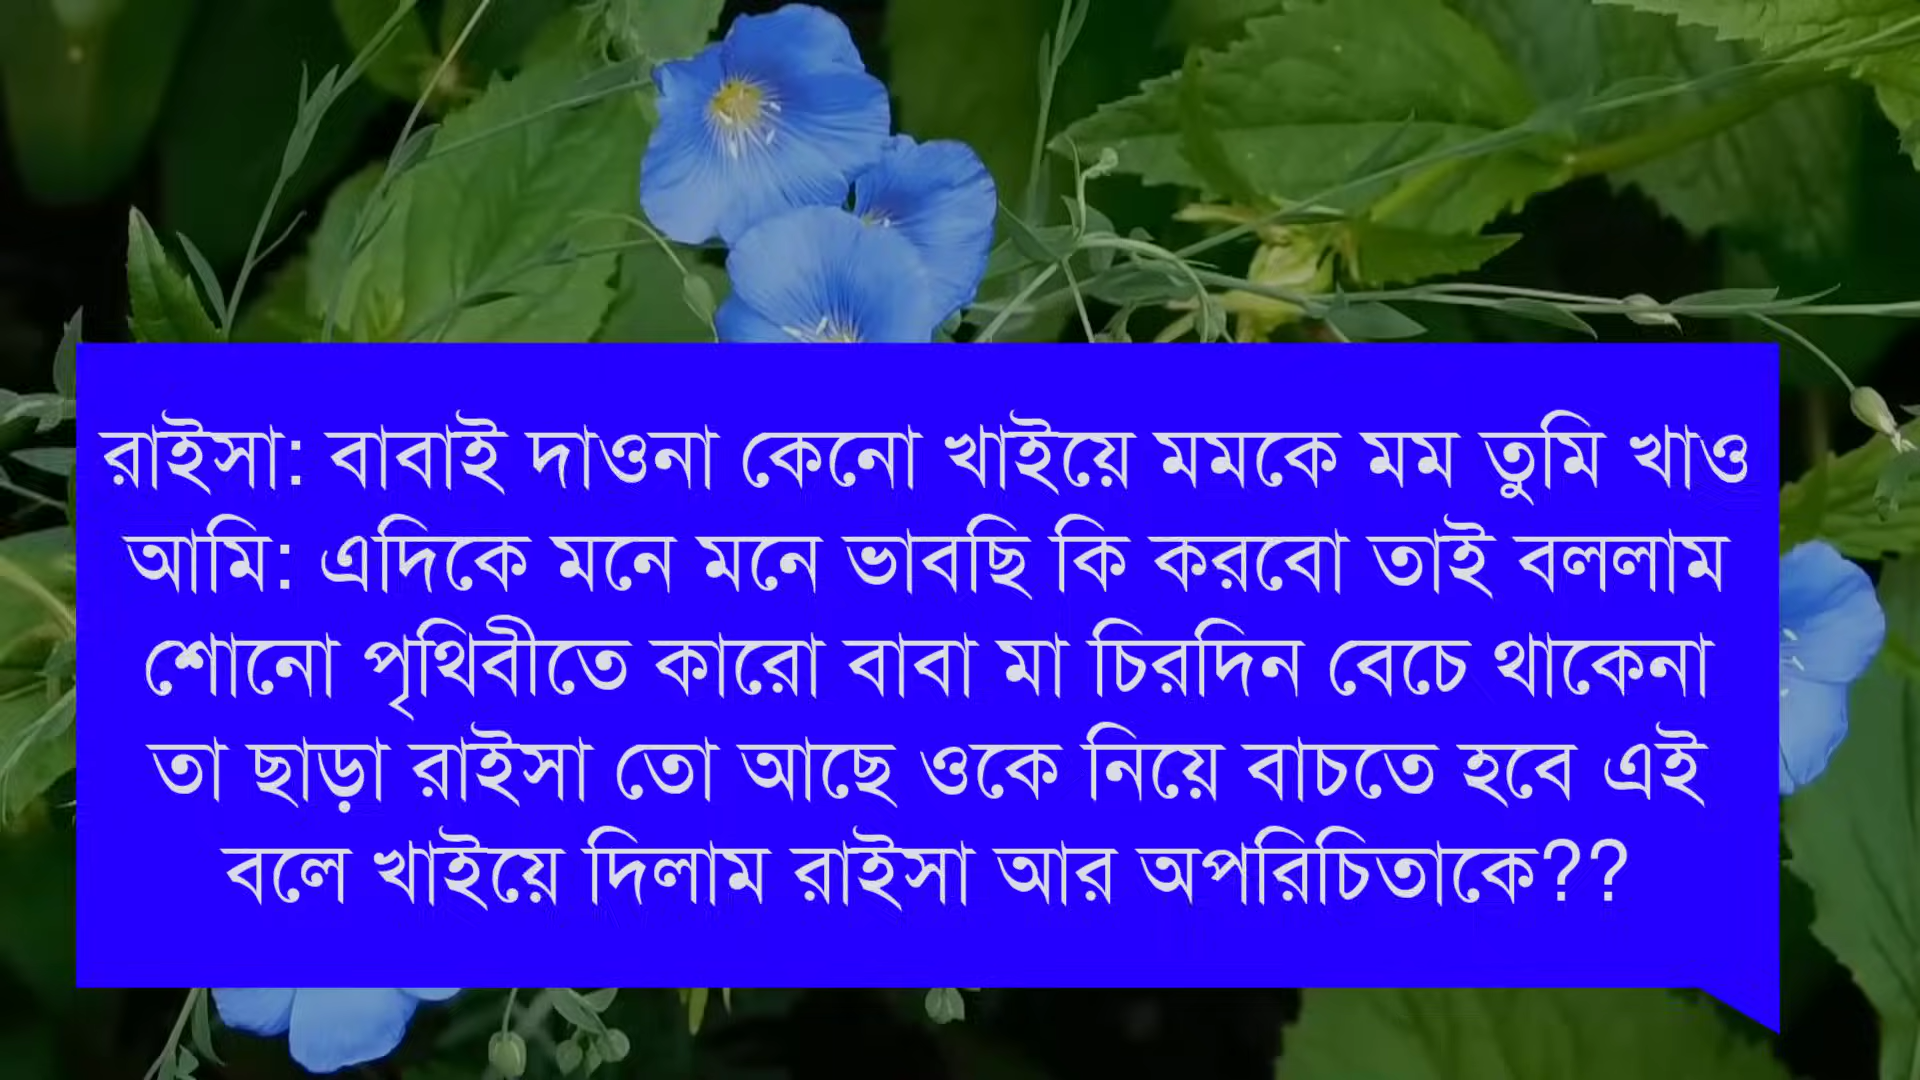 রাইসা: বাবাই দাওনা কেনো খাইয়ে মমকে মম তুমি খাও
আমি: এদিকে মনে মনে ভাবছি কি করবো তাই বললাম
শোনো পৃথিবীতে কারো বাবা মা চিরদিন বেচে থাকেনা
তা ছাড়া রাইসা তো আছে ওকে নিয়ে বাচতে হবে এই
বলে খাইয়ে দিলাম রাইসা আর অপরিচিতাকে??